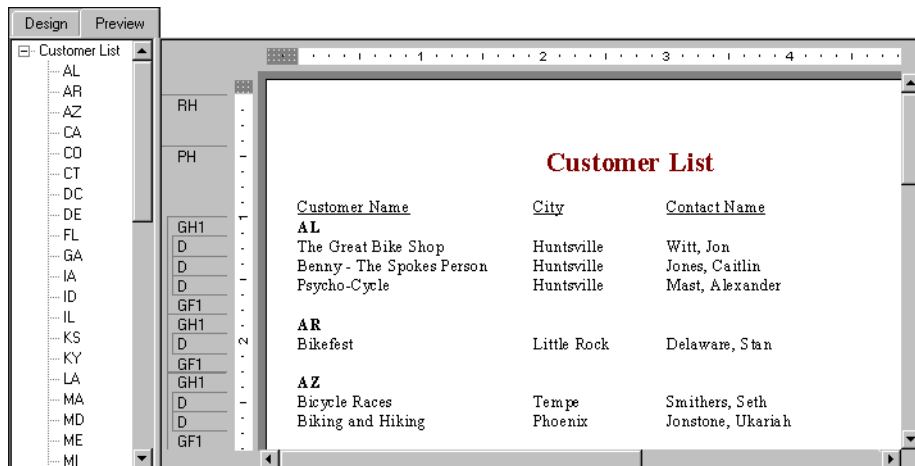 Design Preview
Customer List
AL
AR
AZ
CA
CO
CT
DC
DE
FL
GA
IA
ID
IL
KS
KY
LA
MA
MD
ME
MI
1 2 3 4
RH
PH
GH1
D
D
D
GF1
GH1
D
GF1
GH1
D
D
GF1
1
2
Customer List
Customer Name City Contact Name
AL
The Great Bike Shop Huntsville Witt, Jon
Benny - The Spokes Person Huntsville Jones, Caitlin
Psycho-Cycle Huntsville Mast, Alexander
AR
Bikefest Little Rock Delaware, Stan
AZ
Bicycle Races Tempe Smithers, Seth
Biking and Hiking Phoenix Jonstone, Ukariah